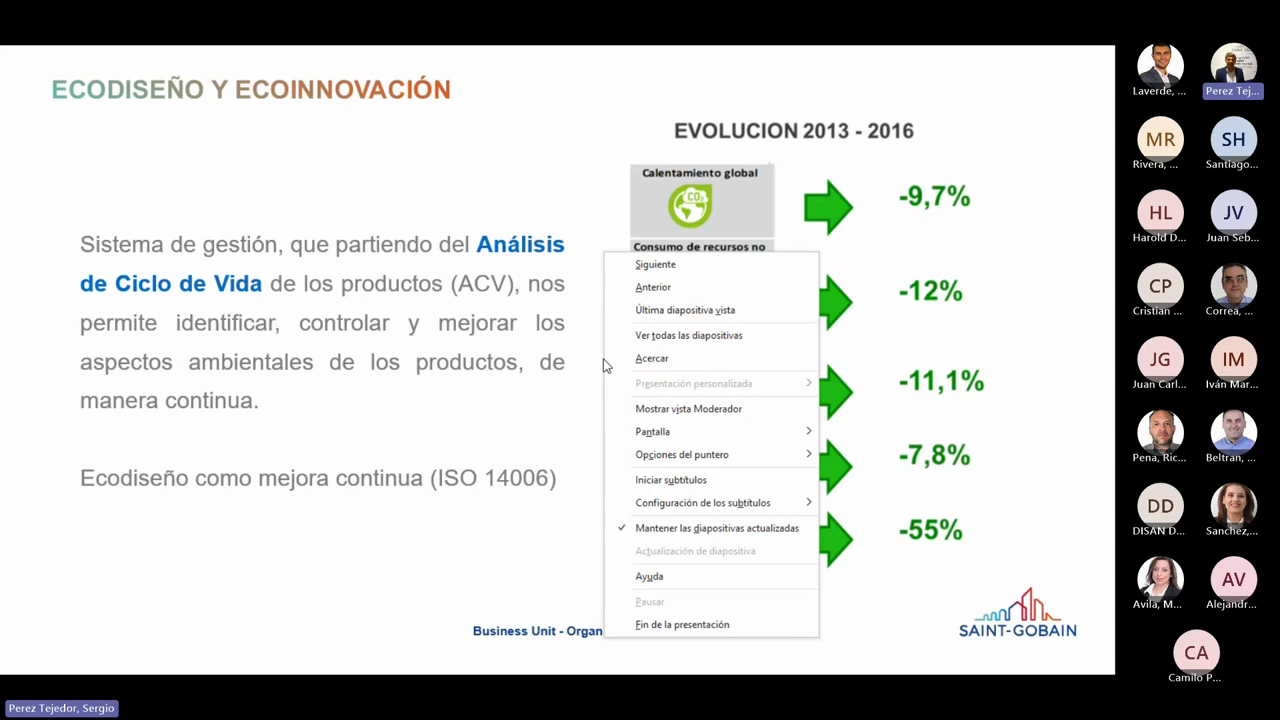 ECODISEÑO Y ECOINNOVACIÓN
EVOLUCION 2013 - 2016
Calentamiento global
CO2
-9,7%
Consumo de recursos no
-12%
-11,1%
-7,8%
-55%
Sistema de gestión, que partiendo del Análisis
de Ciclo de Vida de los productos (ACV), nos
permite identificar, controlar y mejorar los
aspectos ambientales de los productos, de
manera continua.
Ecodiseño como mejora continua (ISO 14006)
Siguiente
Anterior
Última diapositiva vista
Ver todas las diapositivas
Acercar
Presentación personalizada
Mostrar vista Moderador
Pantalla
Opciones del puntero
Iniciar subtítulos
Configuración de los subtítulos
Mantener las diapositivas actualizadas
Actualización de diapositiva
Ayuda
Pausar
Fin de la presentación
Business Unit - Organ
SAINT-GOBAIN
Laverde, ...
Perez Tej...
MR
Rivera, ...
SH
Santiago...
HL
Harold D...
JV
Juan Seb...
CP
Cristian ...
Correa, ...
JG
Juan Carl...
IM
Iván Mar...
Pena, Ric...
Beltran, ...
DD
DISAN D...
Sanchez,...
Avila, M...
AV
Alejandr...
CA
Camilo P...
Perez Tejedor, Sergio